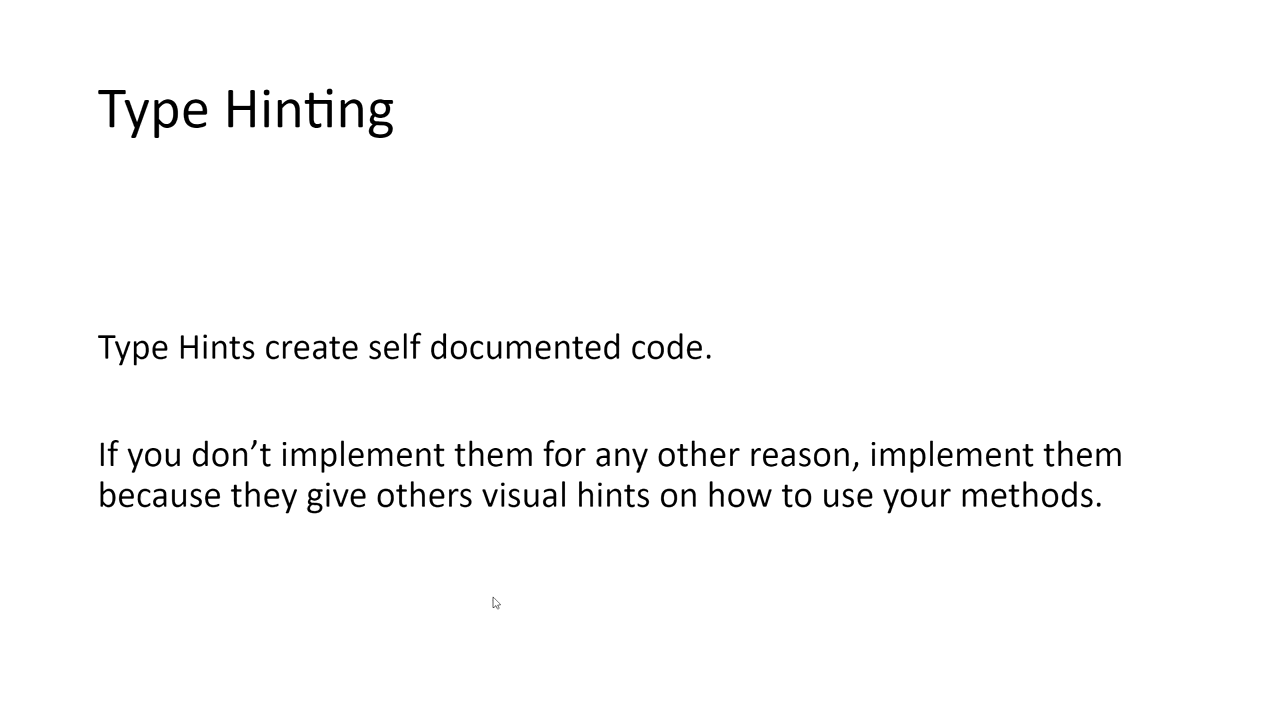 Type Hinting
Type Hints create self documented code.
If you don’t implement them for any other reason, implement them
because they give others visual hints on how to use your methods.